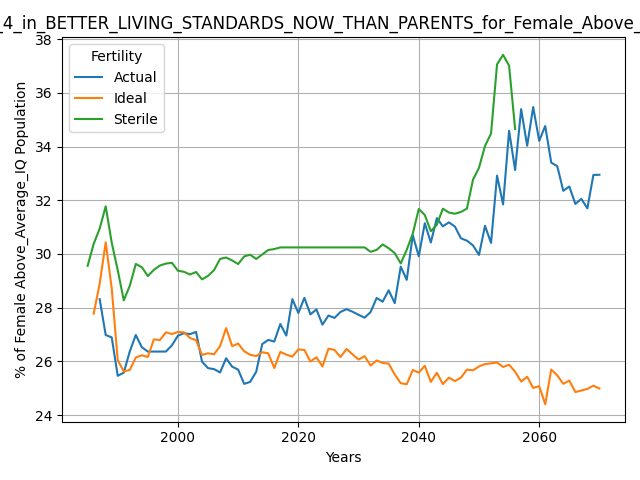 _4_in_BETTER_LIVING_STANDARDS_NOW_THAN_PARENTS_for_Female_Above_
Fertility
Actual
Ideal
Sterile
% of Female Above_Average_IQ Population
38
36
34
32
30
28
26
24
2000
2020
2040
2060
Years